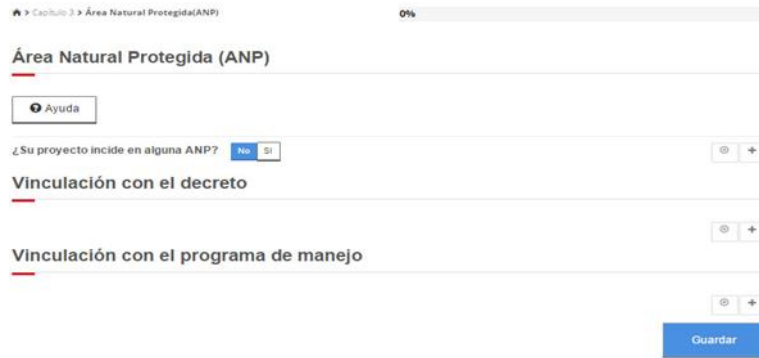 > Capítulo 3 > Área Natural Protegida(ANP)
0%
Área Natural Protegida (ANP)
Ayuda
¿Su proyecto incide en alguna ANP? No Si
Vinculación con el decreto
Vinculación con el programa de manejo
Guardar